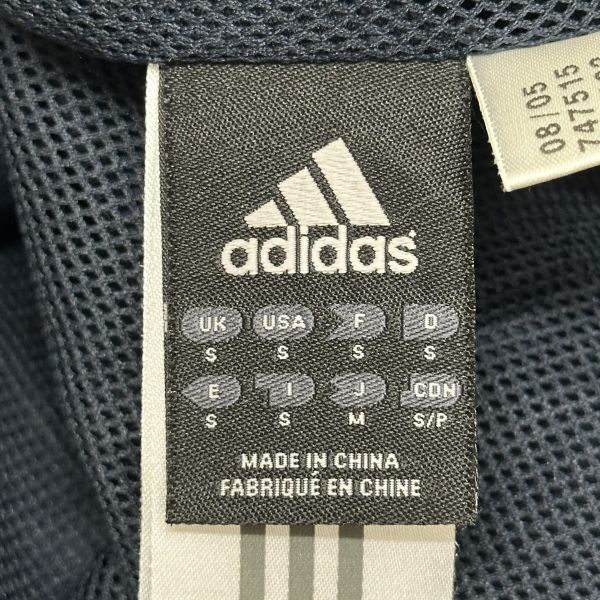 adidas
UK USA F D
S S S S
E I J CDN
S S M S/P
MADE IN CHINA
FABRIQUÉ EN CHINE
08/05
747515